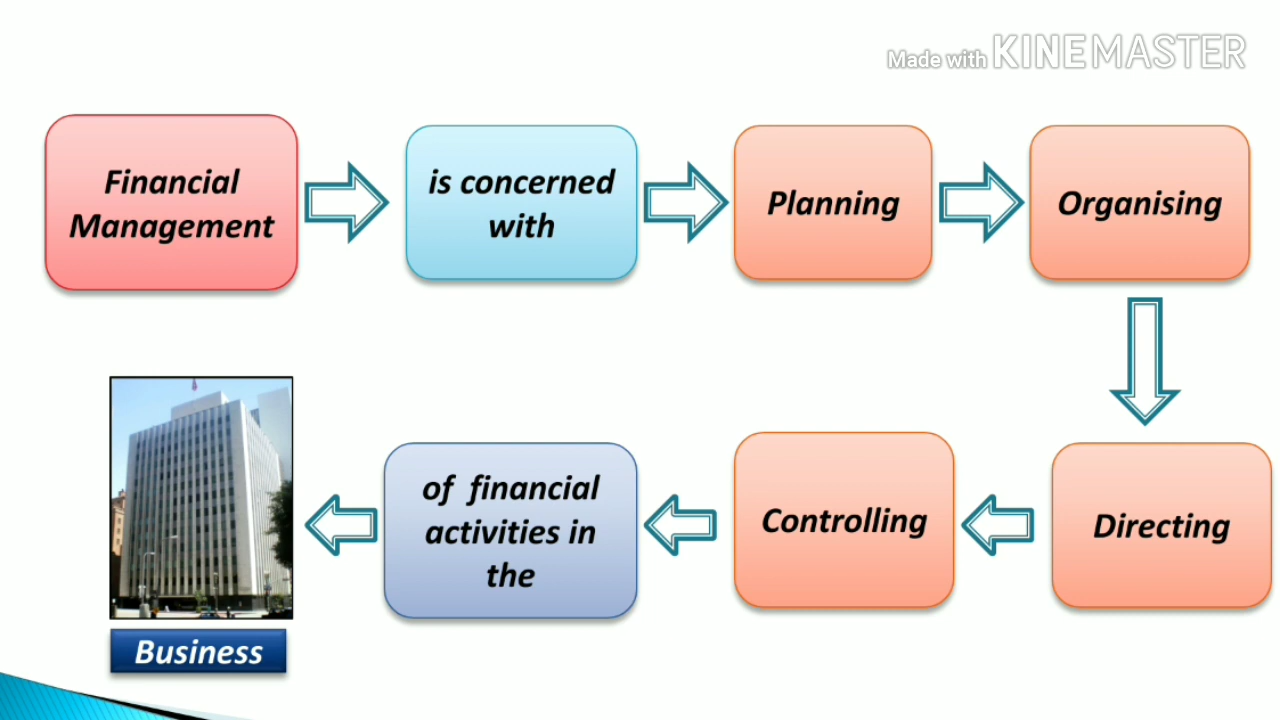 Made with KINEMASTER
Financial
Management
is concerned
with
Planning
Organising
Directing
Controlling
of financial
activities in
the
Business